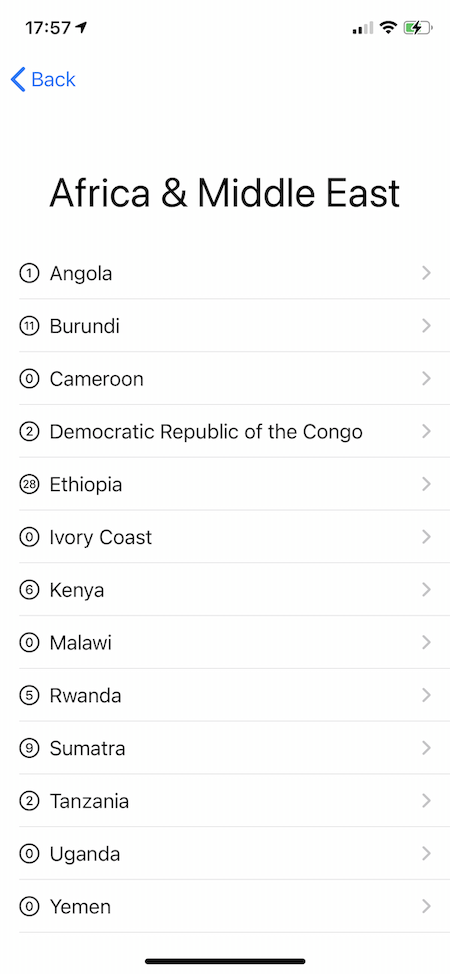 17:57
Back
Africa & Middle East
1 Angola
11 Burundi
0 Cameroon
2 Democratic Republic of the Congo
28 Ethiopia
0 Ivory Coast
6 Kenya
0 Malawi
5 Rwanda
9 Sumatra
2 Tanzania
0 Uganda
0 Yemen